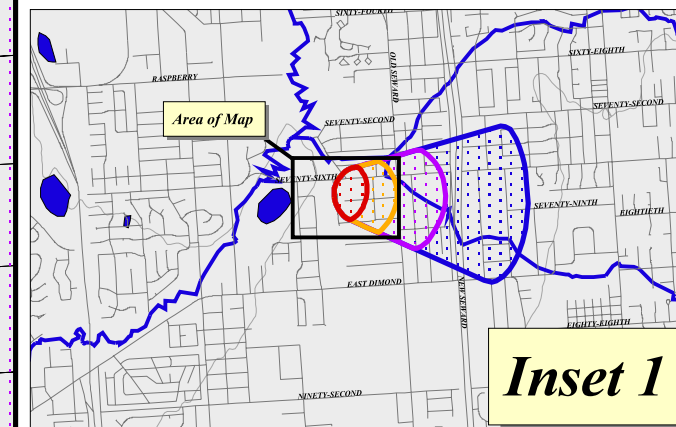 SIXTY-FOURTH
SIXTY-EIGHTH
OLD SEWARD
RASPBERRY
SEVENTY-SECOND
Area of Map
SEVENTY-SECOND
SEVENTY-SIXTH
SEVENTY-NINTH
EIGHTIETH
EAST DIMOND
NEW SEWARD
EIGHTY-EIGHTH
Inset 1
NINETY-SECOND